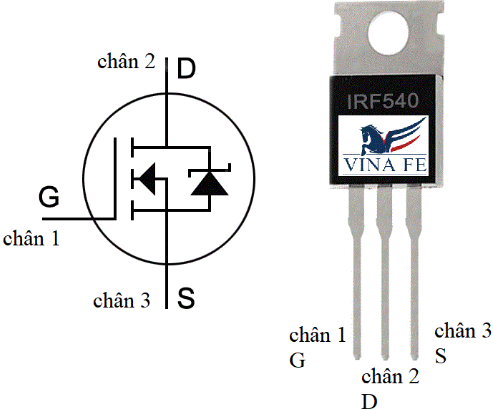 chân 2 D
G
chân 1
chân 3 S
IRF540
VINA FE
chân 1
G
chân 2
D
chân 3
S